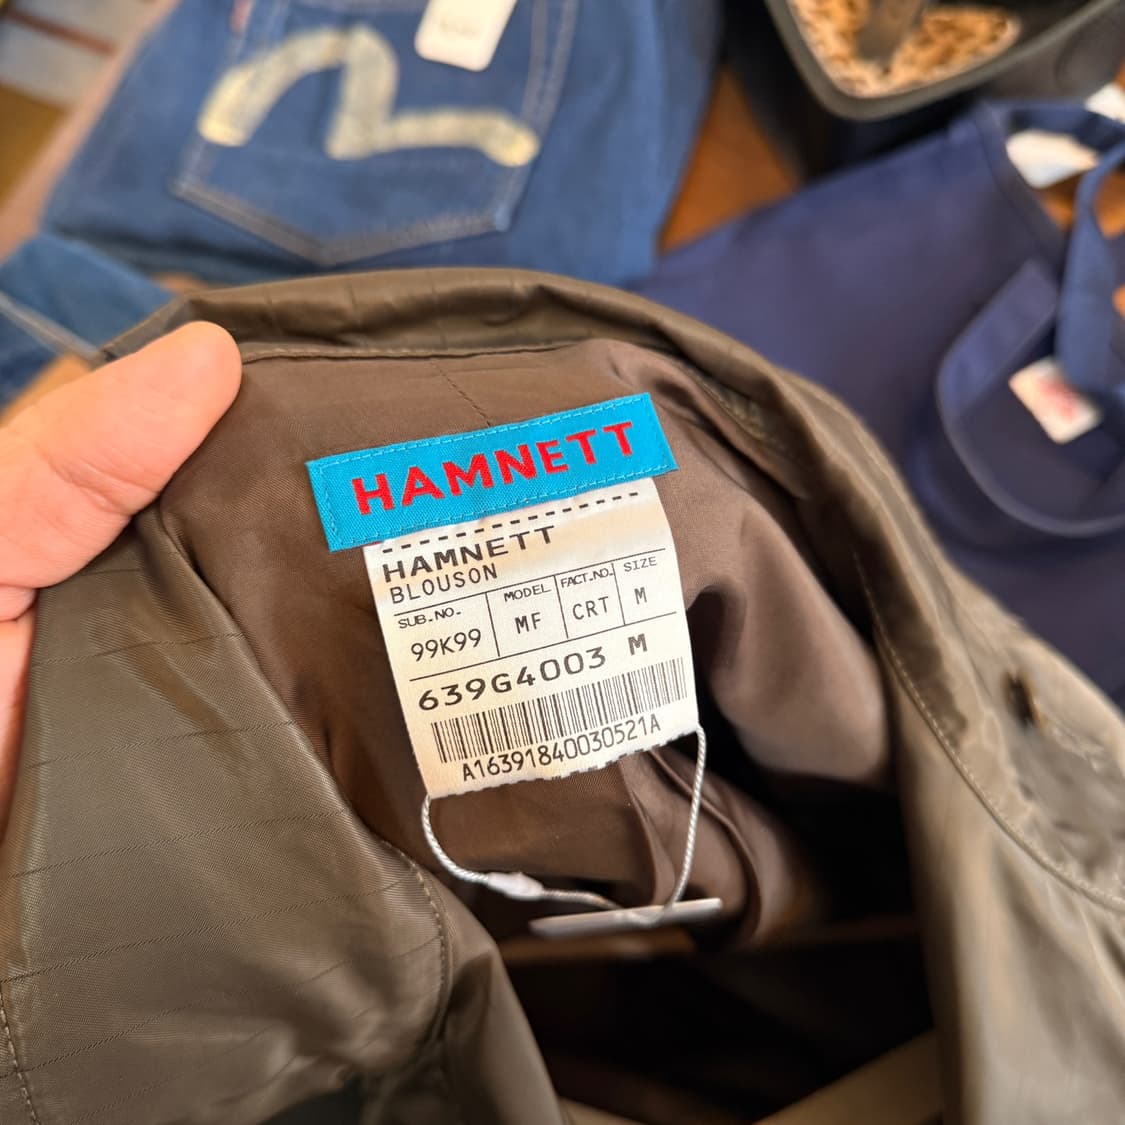 HAMNETT
HAMNETT
BLOUSON
SUB.NO. MODEL FACT.NO. SIZE
99K99 MF CRT M
639G4003 M
A16391840030521A